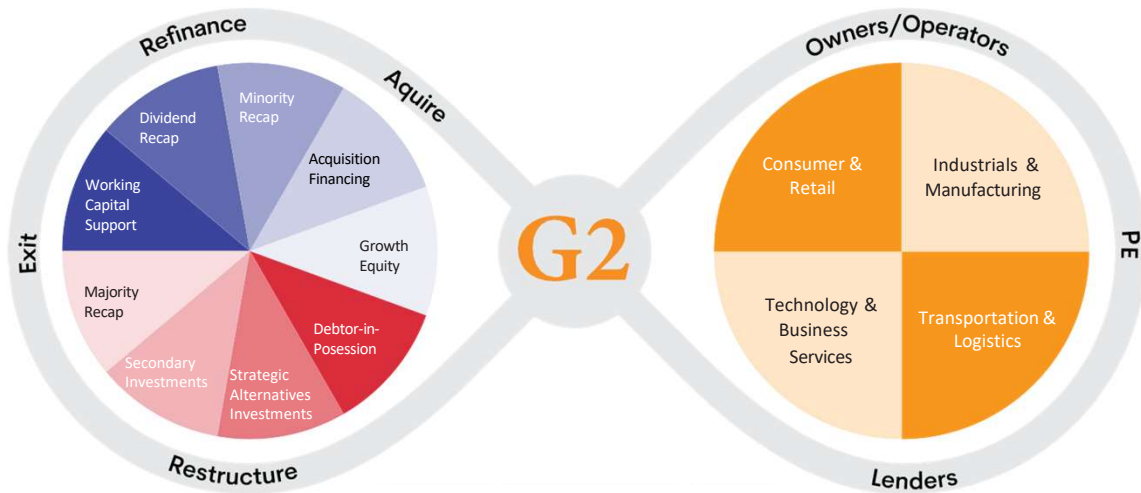 Refinance
Aquire
Exit
Restructure
Minority
Recap
Dividend
Recap
Acquisition
Financing
Working
Capital
Support
Growth
Equity
Majority
Recap
Debtor-in-
Posession
Secondary
Investments
Strategic
Alternatives
Investments
G2
Owners/Operators
PE
Lenders
Consumer &
Retail
Industrials &
Manufacturing
Technology &
Business
Services
Transportation &
Logistics